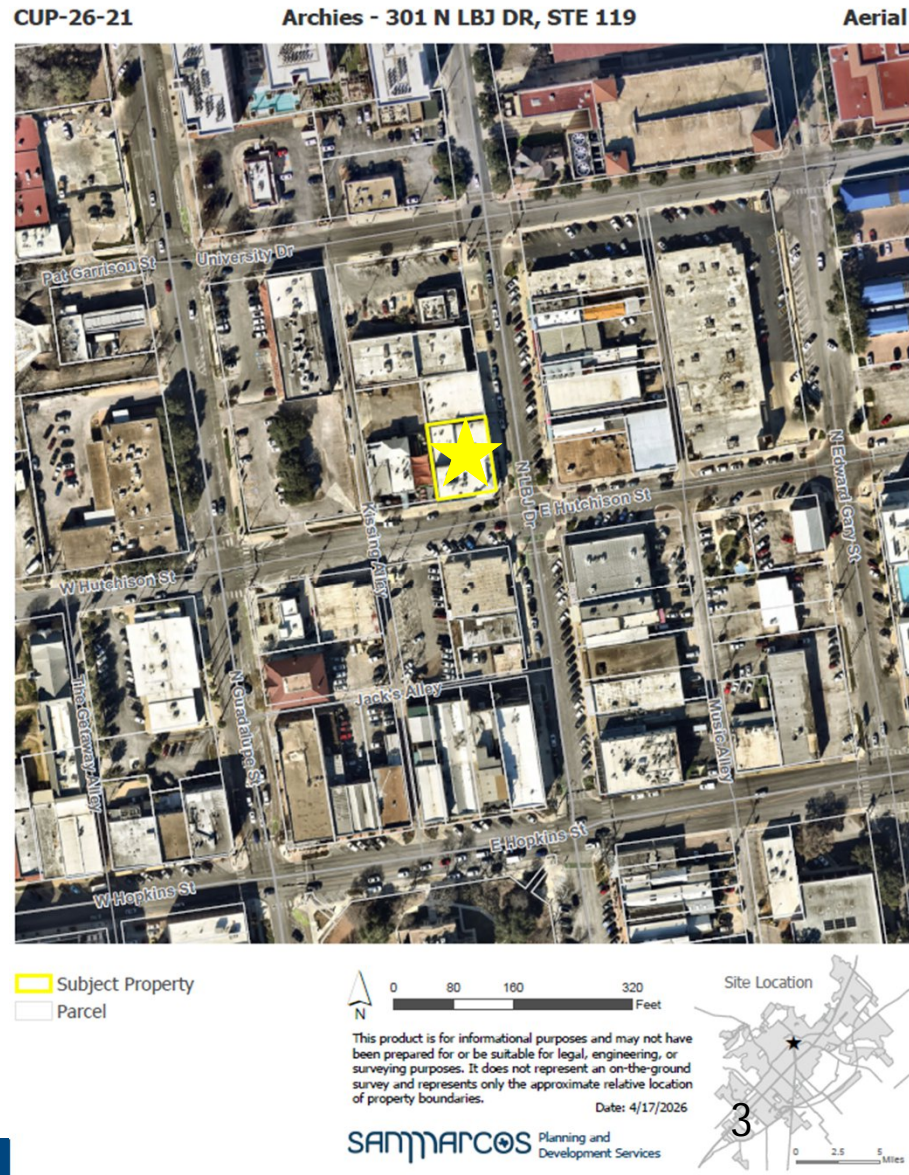 CUP-26-21
Archies - 301 N LBJ DR, STE 119
Aerial
Pat Garrison St
University Dr
N LBJ Dr
E Hutchison St
N Edward Gary St
Kissing Alley
W Hutchison St
The Getaway Alley
N Guadalupe St
Jack's Alley
Music Alley
E Hopkins St
W Hopkins St
Subject Property
Parcel
N
0 80 160 320
Feet
This product is for informational purposes and may not have
been prepared for or be suitable for legal, engineering, or
surveying purposes. It does not represent an on-the-ground
survey and represents only the approximate relative location
of property boundaries.
Date: 4/17/2026
SANMARCOS
Planning and
Development Services
Site Location
3
0 2.5 5
Miles